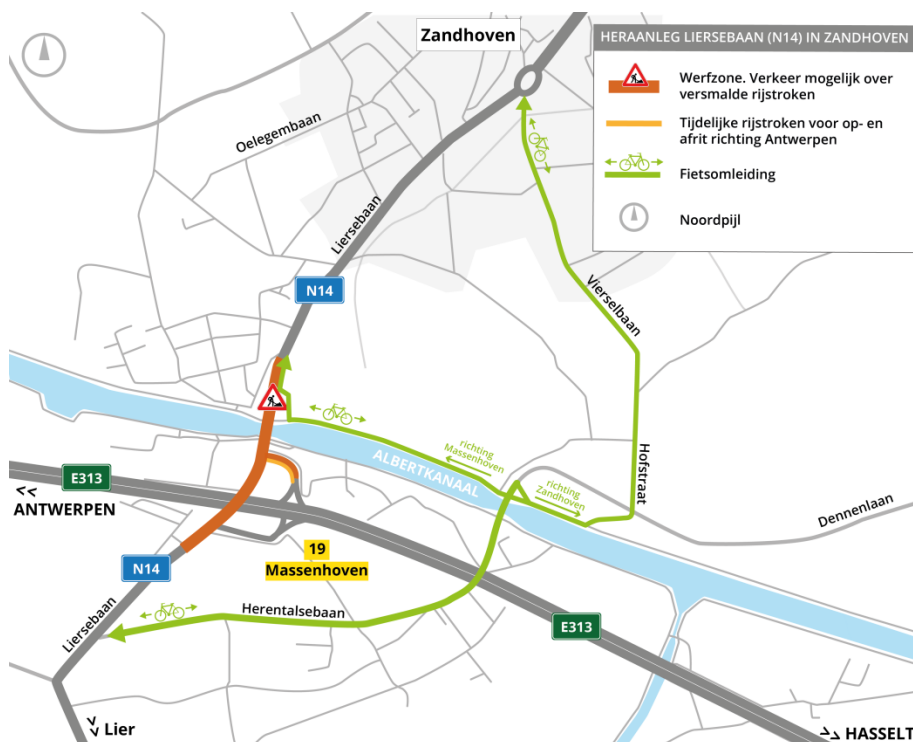 Zandhoven
HERAANLEG LIERSEBAAN (N14) IN ZANDHOVEN
Werfzone. Verkeer mogelijk over
versmalde rijstroken
Tijdelijke rijstroken voor op- en
afrit richting Antwerpen
Fietsomleiding
Noordpijl
Oelegembaan
Liersebaan
N14
Vierselbaan
ALBERTKANAAL
richting
Massenhoven
richting
Zandhoven
Hofstraat
Dennenlaan
E313
ANTWERPEN
N14
19
Massenhoven
Liersebaan
Herentalsebaan
E313
Lier
HASSELT